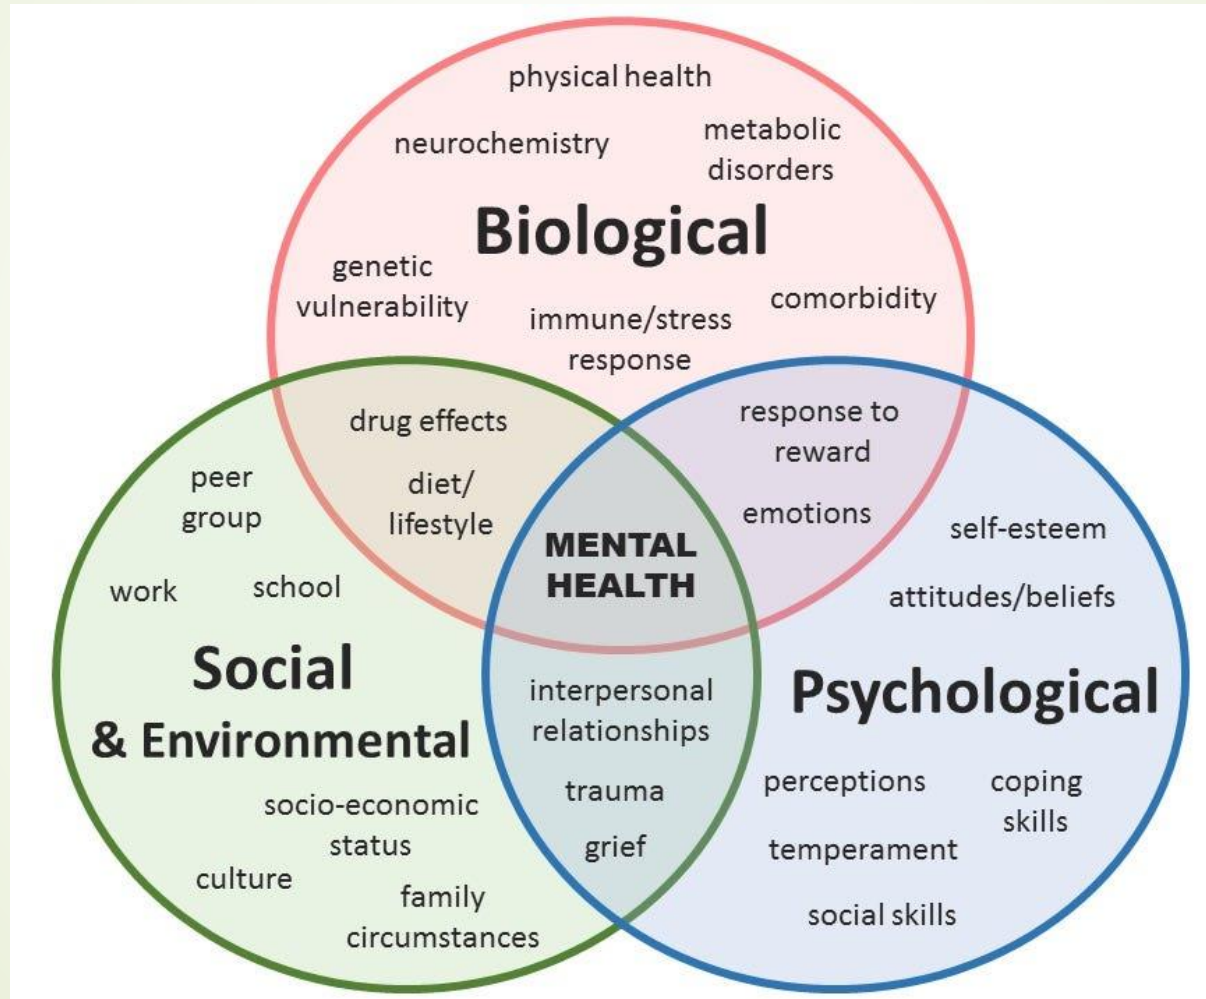 physical health
neurochemistry
metabolic
disorders
Biological
genetic
vulnerability
immune/stress
response
comorbidity
drug effects
diet/
lifestyle
response to
reward
emotions
MENTAL
HEALTH
peer
group
work
school
Social
& Environmental
socio-economic
status
culture
family
circumstances
interpersonal
relationships
trauma
grief
self-esteem
attitudes/beliefs
Psychological
perceptions
coping
skills
temperament
social skills